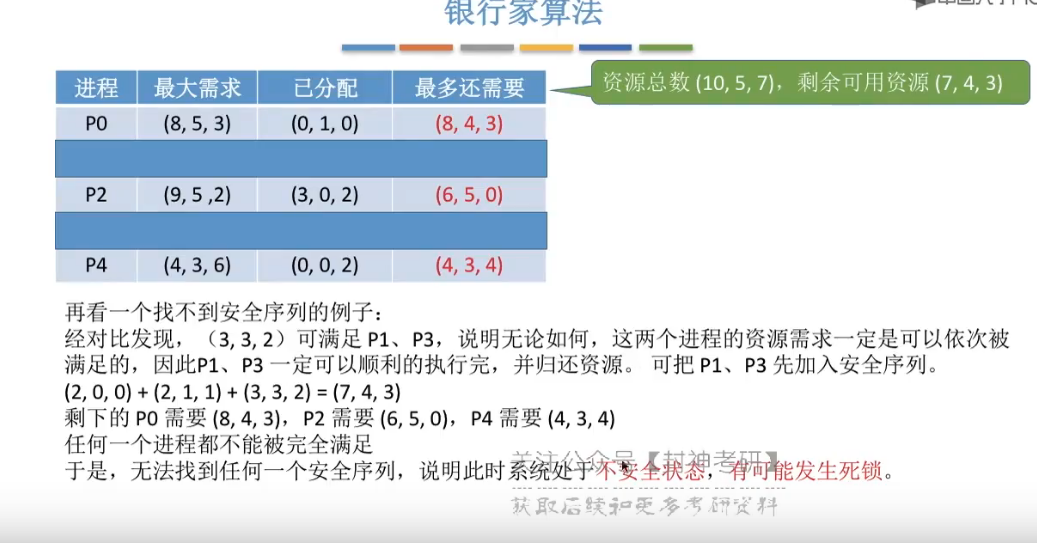 银行家算法
进程 最大需求 已分配 最多还需要
资源总数 (10, 5, 7)，剩余可用资源 (7, 4, 3)
P0 (8, 5, 3) (0, 1, 0) (8, 4, 3)
P2 (9, 5 ,2) (3, 0, 2) (6, 5, 0)
P4 (4, 3, 6) (0, 0, 2) (4, 3, 4)
再看一个找不到安全序列的例子：
经对比发现，（3, 3, 2）可满足 P1、P3，说明无论如何，这两个进程的资源需求一定是可以依次被
满足的，因此P1、P3 一定可以顺利的执行完，并归还资源。 可把 P1、P3 先加入安全序列。
(2, 0, 0) + (2, 1, 1) + (3, 3, 2) = (7, 4, 3)
剩下的 P0 需要 (8, 4, 3)，P2 需要 (6, 5, 0)，P4 需要 (4, 3, 4)
任何一个进程都不能被完全满足
关注公众号【封神考研】
于是，无法找到任何一个安全序列，说明此时系统处于不安全状态，有可能发生死锁。
获取后续和更多考研资料